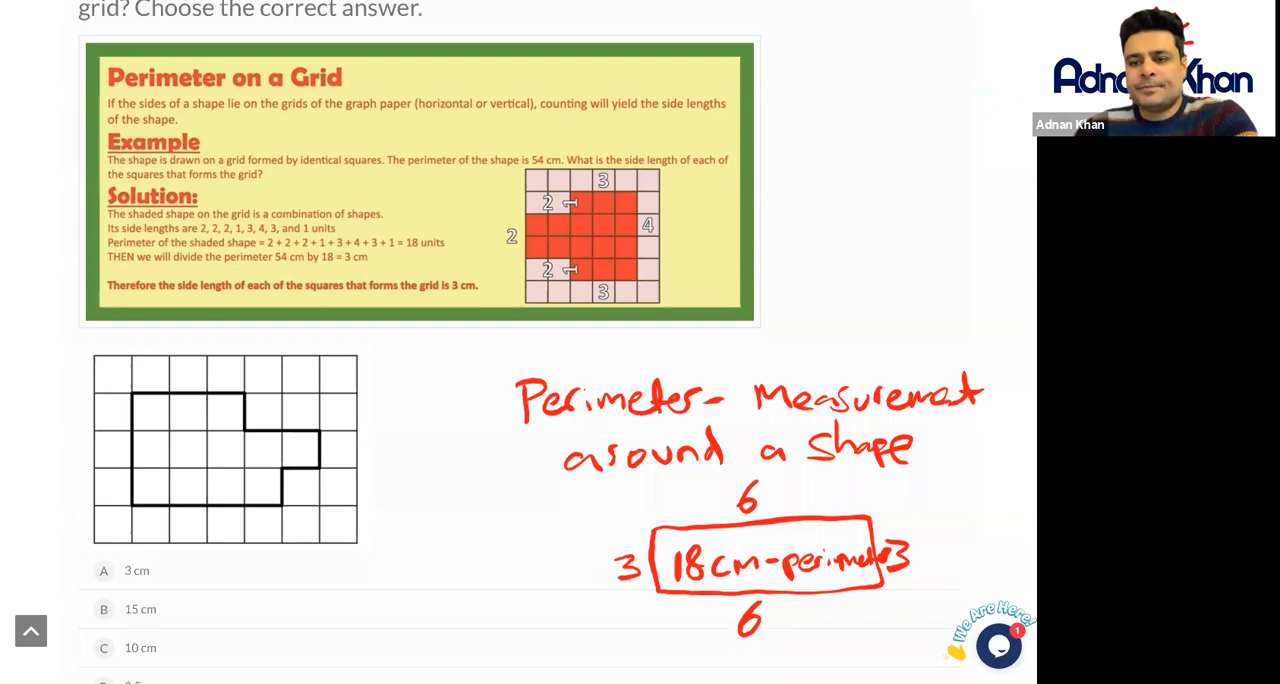 grid? Choose the correct answer.
Perimeter on a Grid
If the sides of a shape lie on the grids of the graph paper (horizontal or vertical), counting will yield the side lengths
of the shape.
Example
The shape is drawn on a grid formed by identical squares. The perimeter of the shape is 54 cm. What is the side length of each of
the squares that forms the grid?
Solution:
The shaded shape on the grid is a combination of shapes.
Its side lengths are 2, 2, 2, 1, 3, 4, 3, and 1 units
Perimeter of the shaded shape = 2 + 2 + 2 + 1 + 3 + 4 + 3 + 1 = 18 units
THEN we will divide the perimeter 54 cm by 18 = 3 cm
Therefore the side length of each of the squares that forms the grid is 3 cm.
3
2 1
4
2
2 1
3
Perimeter - Measurement
around a shape
6
3 18cm-perimeter 3
6
A 3 cm
B 15 cm
C 10 cm
We Are Here!
1
Adnan Khan
Adnan Khan